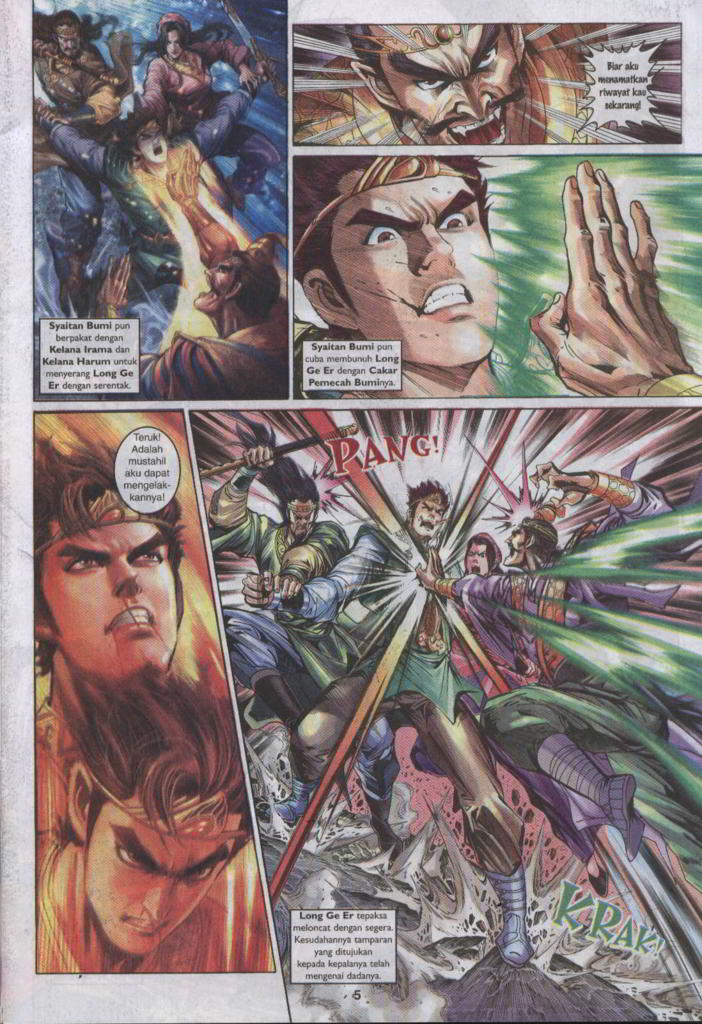 Syaitan Bumi pun
berpakat dengan
Kelana Irama dan
Kelana Harum untuk
menyerang Long Ge
Er dengan serentak.
Biar aku
menamatkan
riwayat kau
sekarang!
Syaitan Bumi pun
cuba membunuh Long
Ge Er dengan Cakar
Pemecah Buminya.
Teruk!
Adalah
mustahil
aku dapat
mengelak-
kannya!
PANG!
KRAK!
Long Ge Er tepaksa
meloncat dengan segera.
Kesudahannya tamparan
yang ditujukan
kepada kepalanya telah
mengenai dadanya.
- 5 -